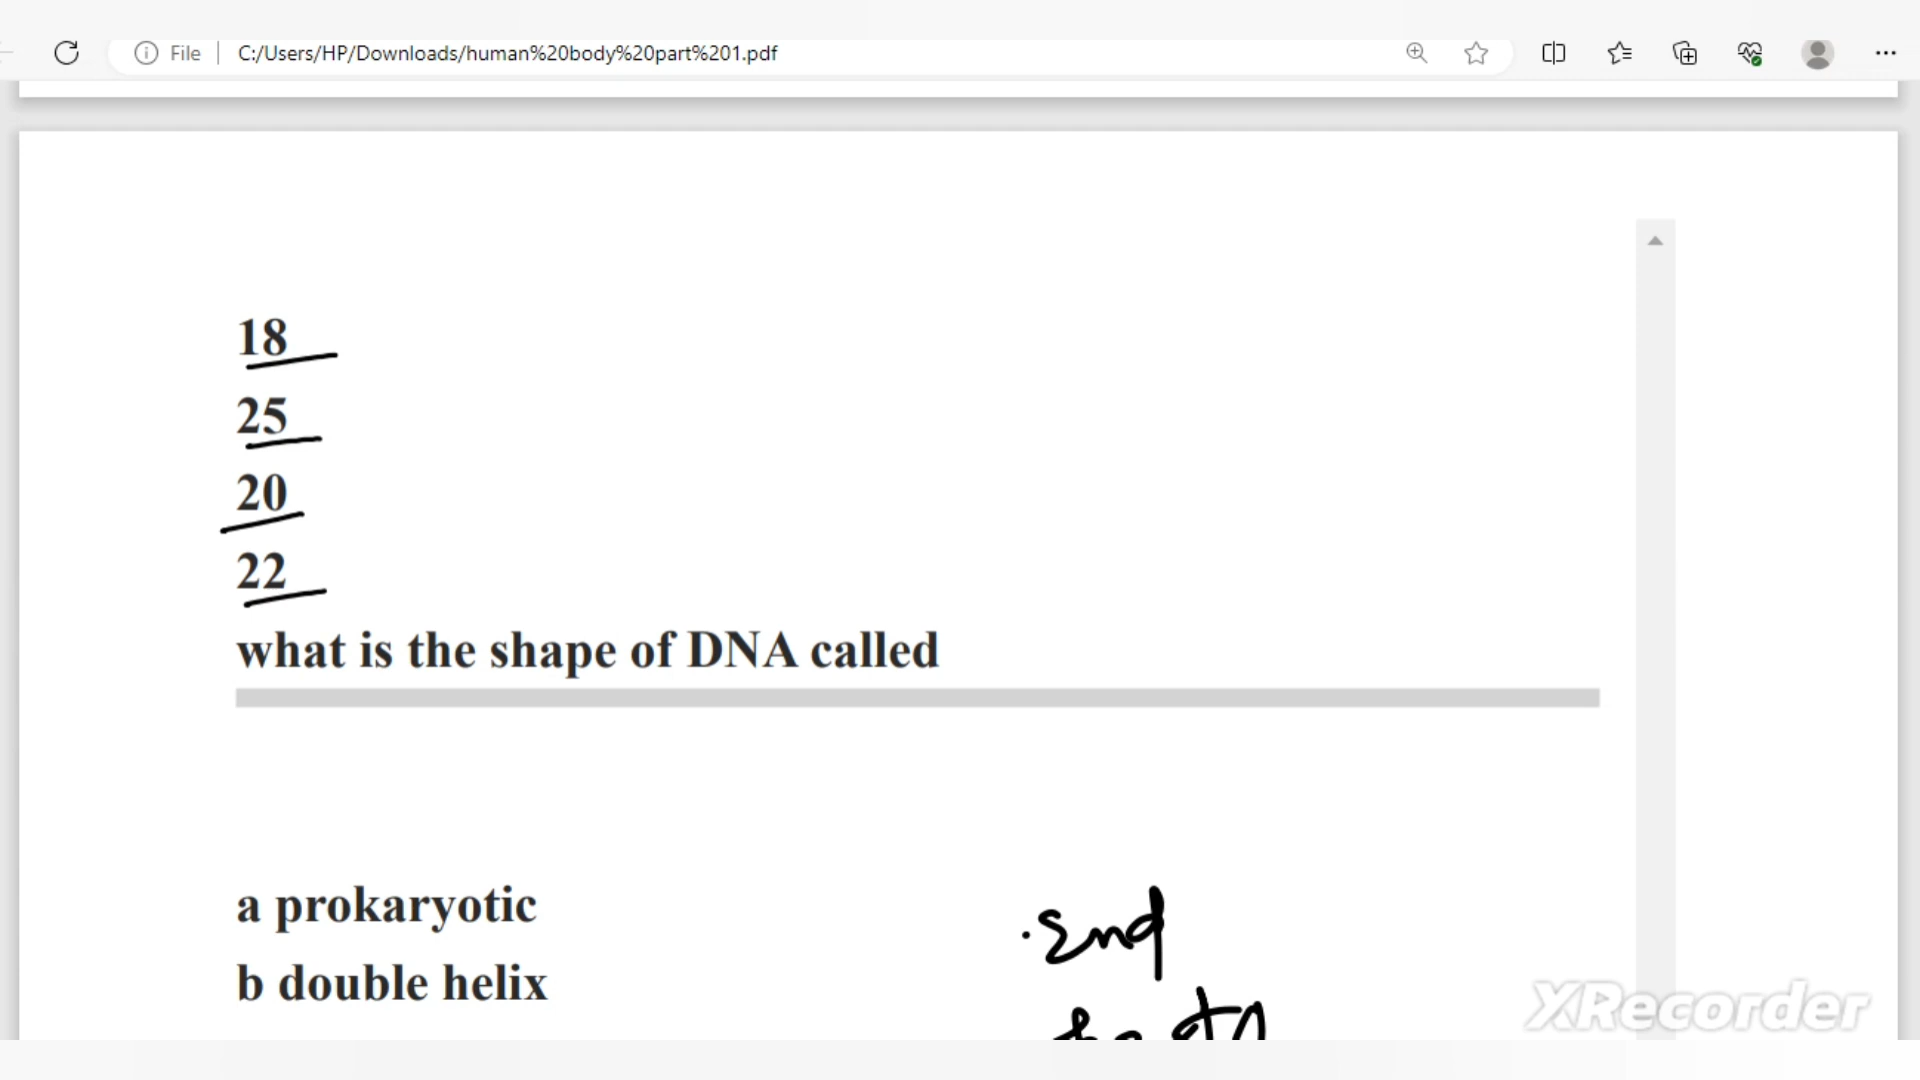 File C:/Users/HP/Downloads/human%20body%20part%201.pdf
18
25
20
22
what is the shape of DNA called
a prokaryotic
b double helix
XRecorder